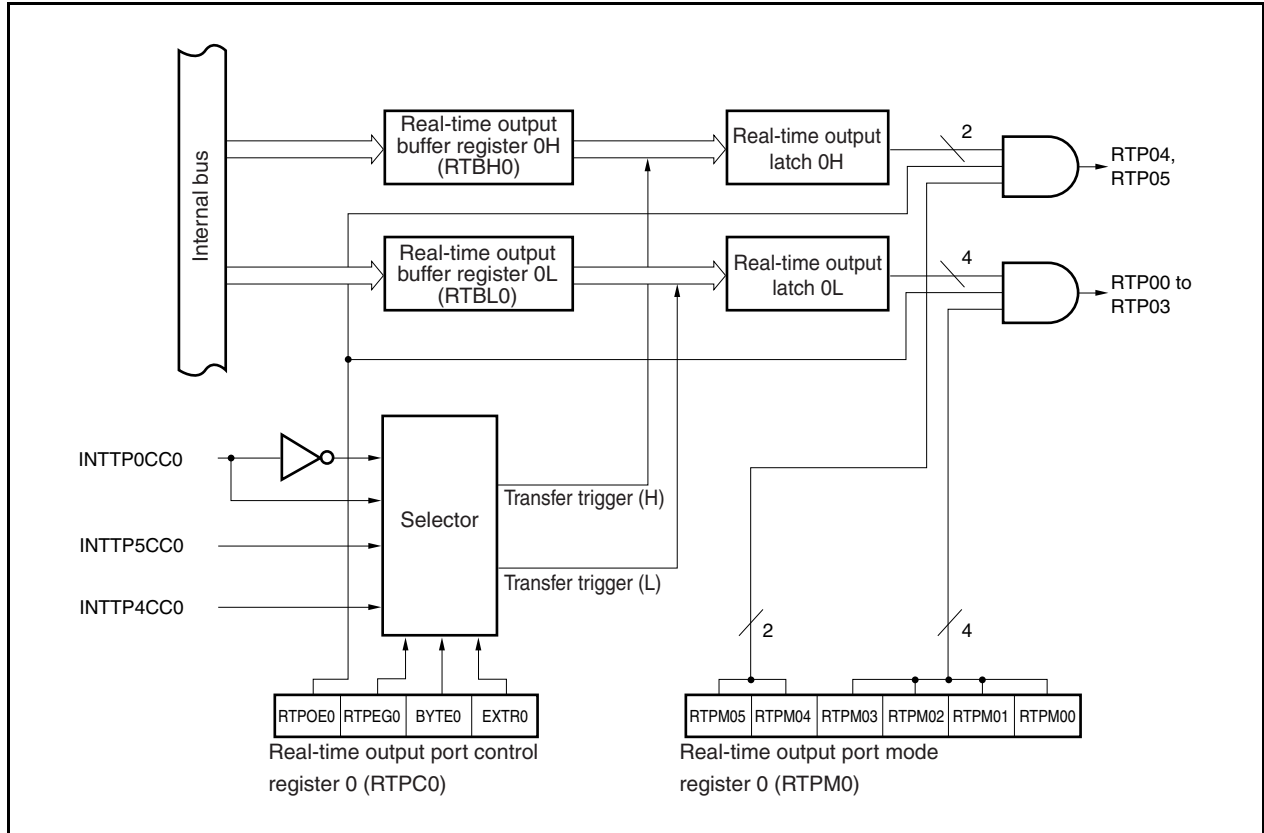 Internal bus
Real-time output
buffer register 0H
(RTBH0)
Real-time output
latch 0H
2
RTP04,
RTP05
Real-time output
buffer register 0L
(RTBL0)
Real-time output
latch 0L
4
RTP00 to
RTP03
INTTP0CC0
INTTP5CC0
INTTP4CC0
Selector
Transfer trigger (H)
Transfer trigger (L)
2
4
RTPOE0 RTPEG0 BYTE0 EXTR0
Real-time output port control
register 0 (RTPC0)
RTPM05 RTPM04 RTPM03 RTPM02 RTPM01 RTPM00
Real-time output port mode
register 0 (RTPM0)